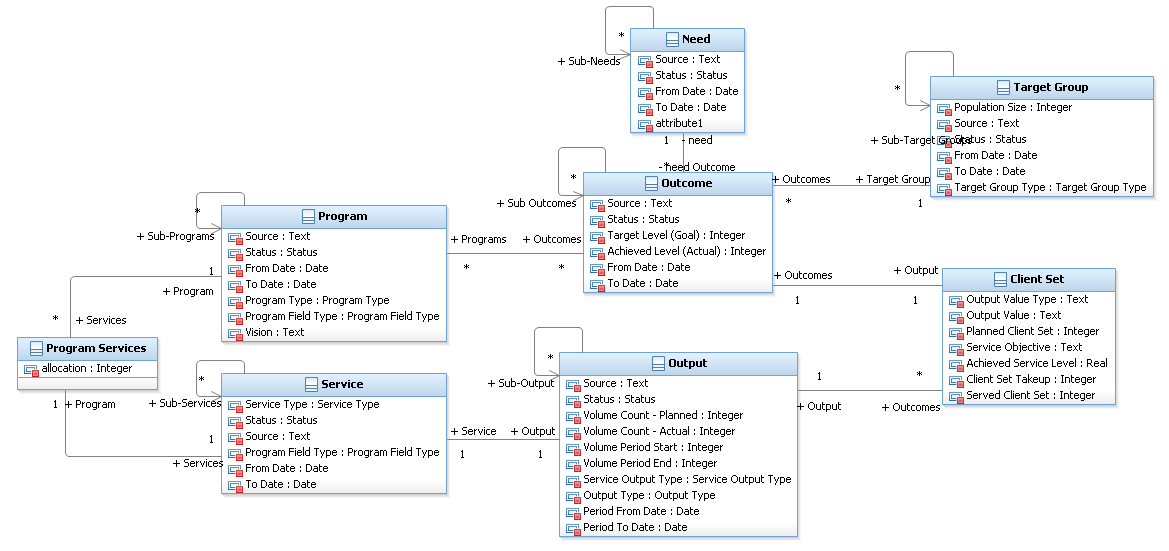 Need
*
+ Sub-Needs
Source : Text
Status : Status
From Date : Date
To Date : Date
attribute1
1
- need
*
- need Outcome
Target Group
*
+ Sub-Target Groups
Population Size : Integer
Source : Text
Status : Status
From Date : Date
To Date : Date
Target Group Type : Target Group Type
Outcome
*
+ Sub Outcomes
Source : Text
Status : Status
Target Level (Goal) : Integer
Achieved Level (Actual) : Integer
From Date : Date
To Date : Date
+ Outcomes
*
+ Target Group
1
Program
*
+ Sub-Programs
Source : Text
Status : Status
From Date : Date
To Date : Date
Program Type : Program Type
Program Field Type : Program Field Type
Vision : Text
+ Programs
*
+ Outcomes
*
+ Outcomes
1
+ Output
1
Client Set
Output Value Type : Text
Output Value : Text
Planned Client Set : Integer
Service Objective : Text
Achieved Service Level : Real
Client Set Takeup : Integer
Served Client Set : Integer
1
+ Program
*
+ Services
Program Services
allocation : Integer
1
+ Program
1
+ Services
Service
*
+ Sub-Services
Service Type : Service Type
Status : Status
Source : Text
Program Field Type : Program Field Type
From Date : Date
To Date : Date
+ Service
1
+ Output
1
Output
*
+ Sub-Output
Source : Text
Status : Status
Volume Count - Planned : Integer
Volume Count - Actual : Integer
Volume Period Start : Integer
Volume Period End : Integer
Service Output Type : Service Output Type
Output Type : Output Type
Period From Date : Date
Period To Date : Date
1
+ Output
*
+ Outcomes